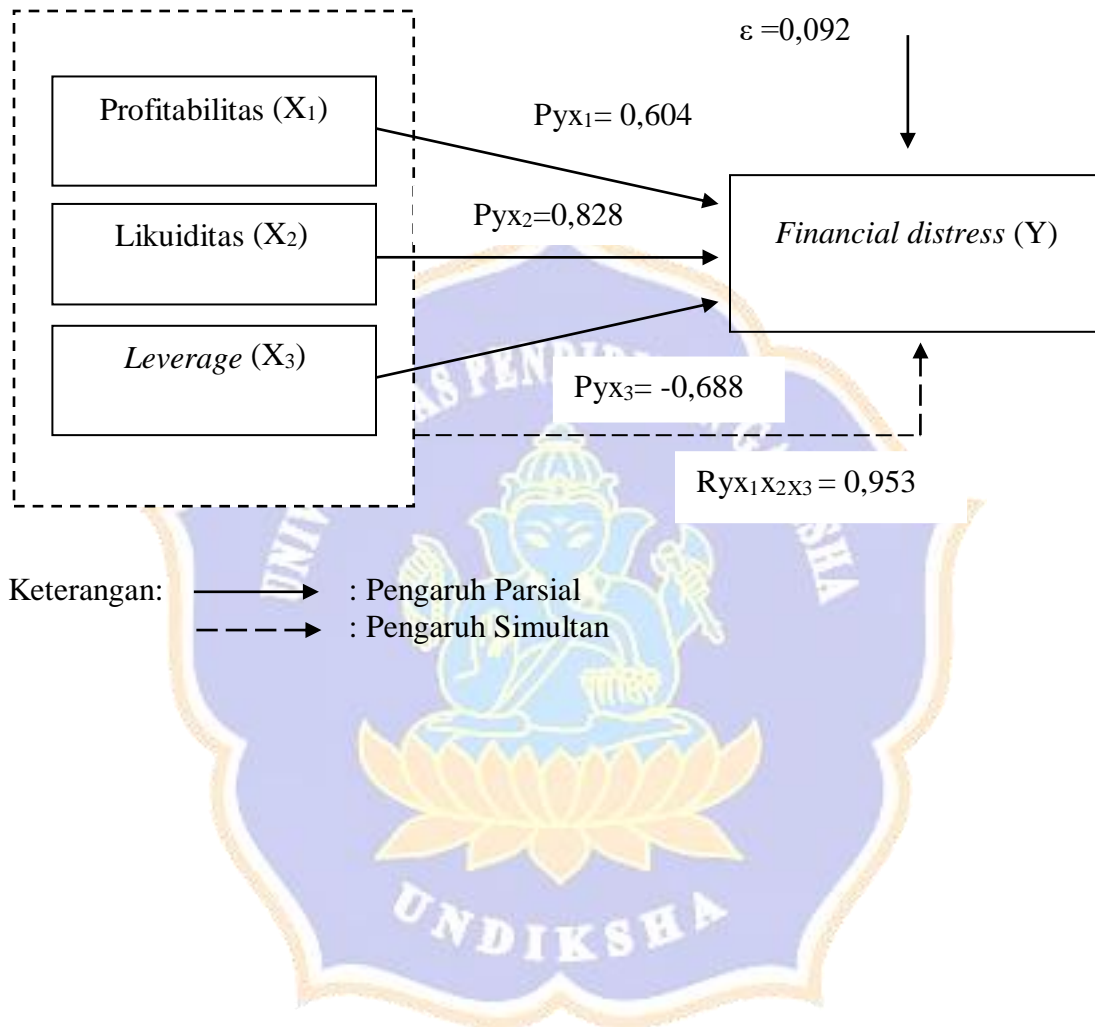 ε =0,092
Profitabilitas (X₁)
Pyx₁= 0,604
Likuiditas (X₂)
Pyx₂=0,828
Financial distress (Y)
Leverage (X₃)
Pyx₃= -0,688
Ryx₁x₂ₓ₃ = 0,953
Keterangan:
: Pengaruh Parsial
: Pengaruh Simultan
UNDIKSHA